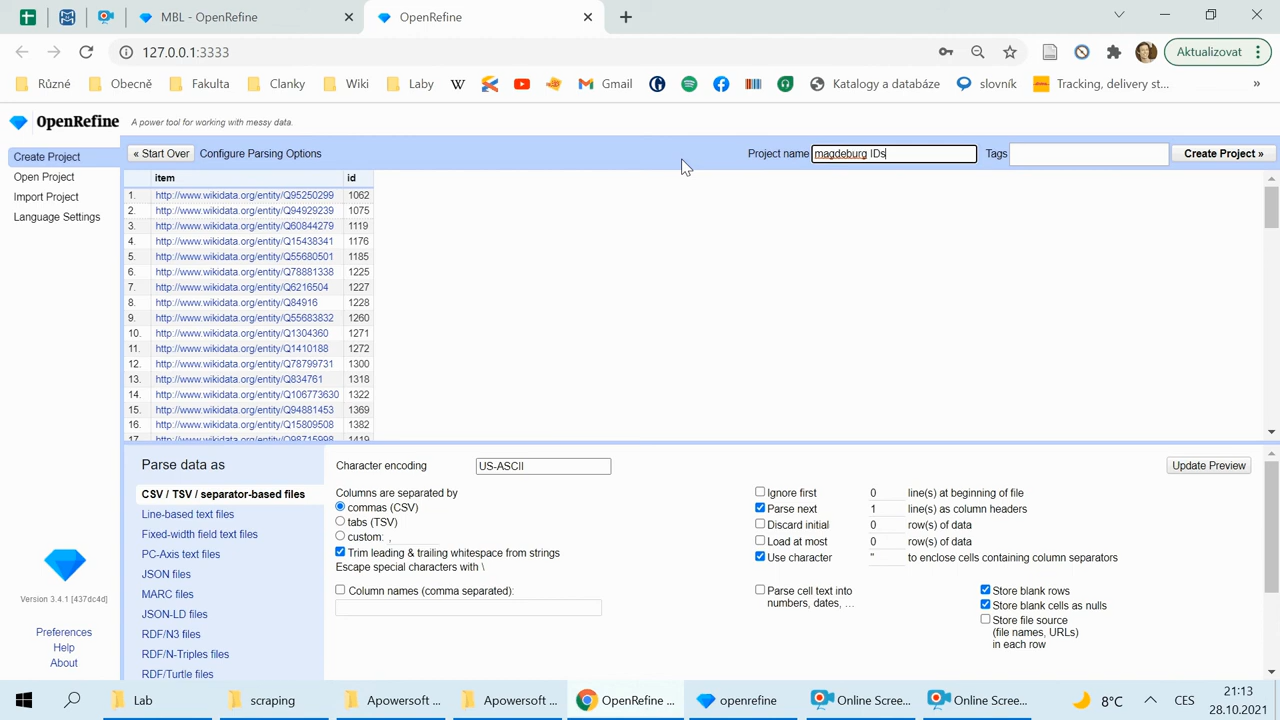 MBL - OpenRefine
OpenRefine
127.0.0.1:3333
Aktualizovat
Různé
Obecně
Fakulta
Clanky
Wiki
Laby
Gmail
Katalogy a databáze
slovník
Tracking, delivery st...
»
OpenRefine A power tool for working with messy data.
Create Project
Open Project
Import Project
Language Settings
« Start Over Configure Parsing Options Project name magdeburg IDs Tags Create Project »
item id
1. http://www.wikidata.org/entity/Q95250299 1062
2. http://www.wikidata.org/entity/Q94929239 1075
3. http://www.wikidata.org/entity/Q60844279 1119
4. http://www.wikidata.org/entity/Q15438341 1176
5. http://www.wikidata.org/entity/Q55680501 1185
6. http://www.wikidata.org/entity/Q78881338 1225
7. http://www.wikidata.org/entity/Q6216504 1227
8. http://www.wikidata.org/entity/Q84916 1228
9. http://www.wikidata.org/entity/Q55683832 1260
10. http://www.wikidata.org/entity/Q1304360 1271
11. http://www.wikidata.org/entity/Q1410188 1272
12. http://www.wikidata.org/entity/Q78799731 1300
13. http://www.wikidata.org/entity/Q834761 1318
14. http://www.wikidata.org/entity/Q106773630 1322
15. http://www.wikidata.org/entity/Q94881453 1369
16. http://www.wikidata.org/entity/Q15809508 1382
17. http://www.wikidata.org/entity/Q98715998 1419
Parse data as
CSV / TSV / separator-based files
Line-based text files
Fixed-width field text files
PC-Axis text files
JSON files
MARC files
JSON-LD files
RDF/N3 files
RDF/N-Triples files
RDF/Turtle files
Version 3.4.1 [437dc4d]
Preferences
Help
About
Character encoding US-ASCII
Update Preview
Columns are separated by
commas (CSV)
tabs (TSV)
custom: ,
Trim leading & trailing whitespace from strings
Escape special characters with \
Column names (comma separated):
Ignore first 0 line(s) at beginning of file
Parse next 1 line(s) as column headers
Discard initial 0 row(s) of data
Load at most 0 row(s) of data
Use character " to enclose cells containing column separators
Parse cell text into
numbers, dates, ...
Store blank rows
Store blank cells as nulls
Store file source
(file names, URLs)
in each row
Lab
scraping
Apowersoft ...
Apowersoft ...
OpenRefine ...
openrefine
Online Scree...
Online Scree...
8°C
CES
21:13
28.10.2021